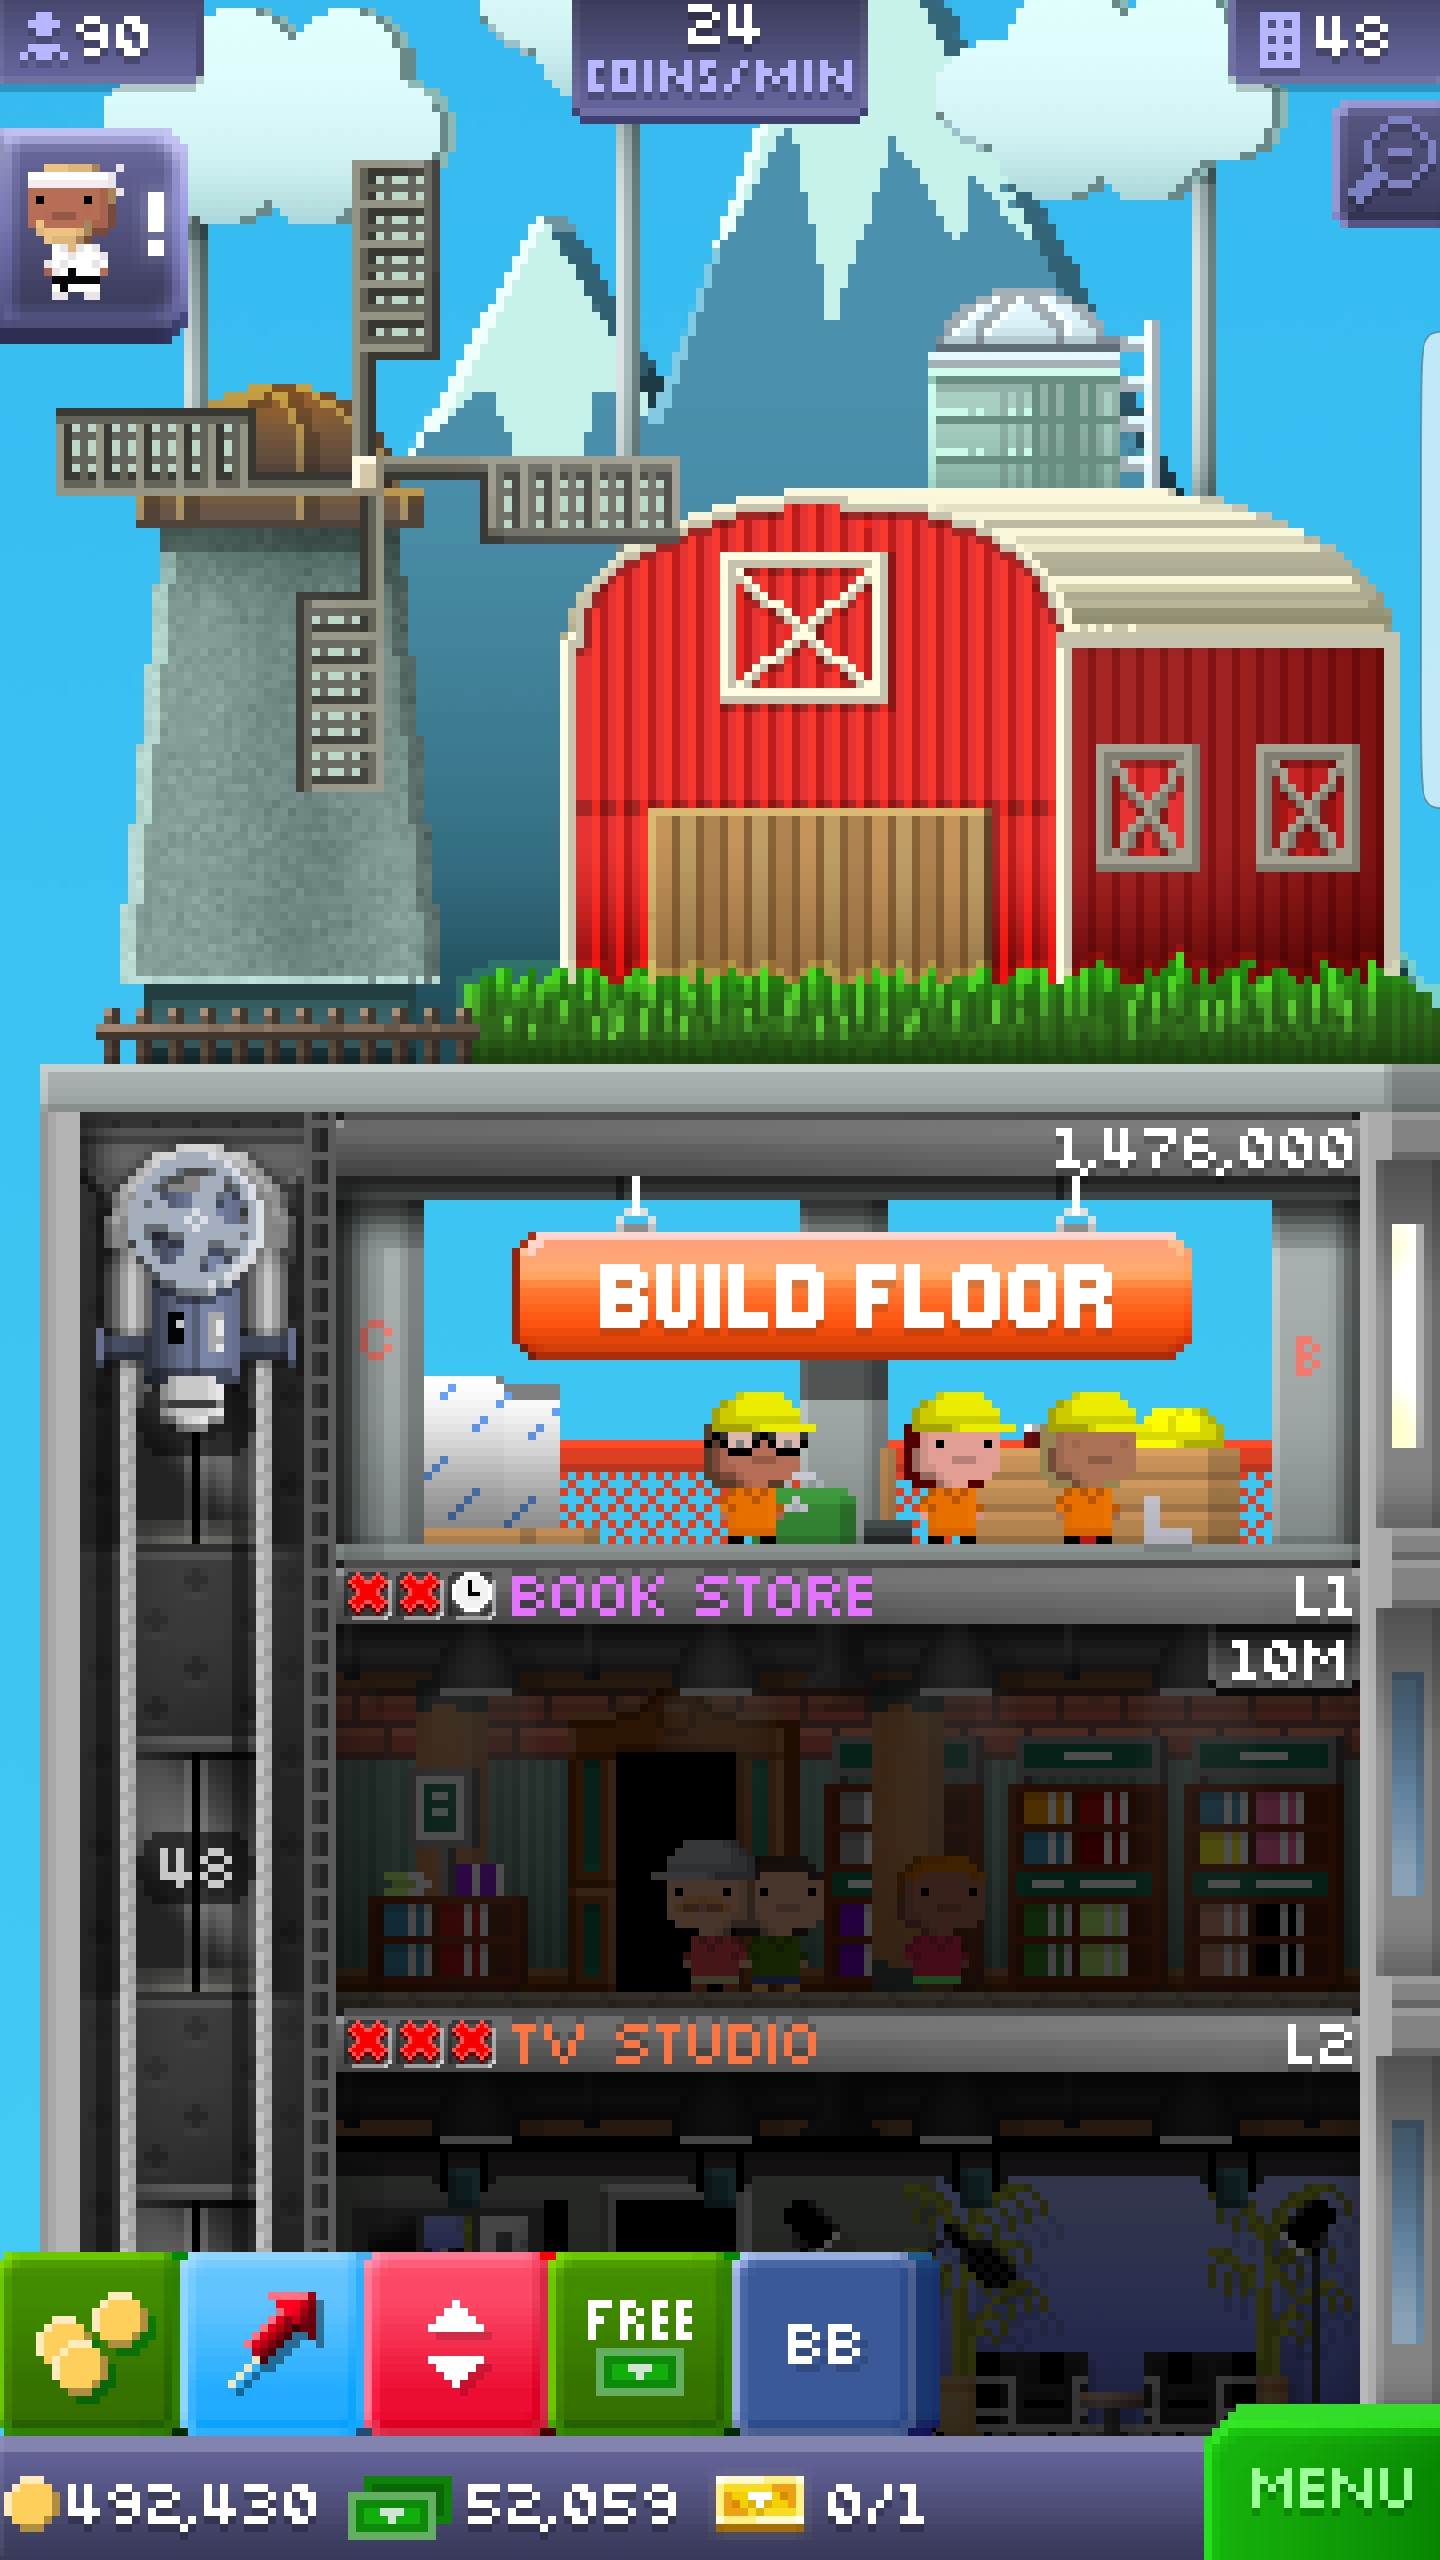 90
24
COINS/MIN
48
!
1,476,000
BUILD FLOOR
C
B
BOOK STORE
L1
10M
48
TV STUDIO
L2
FREE
BB
492,430
52,059
0/1
MENU